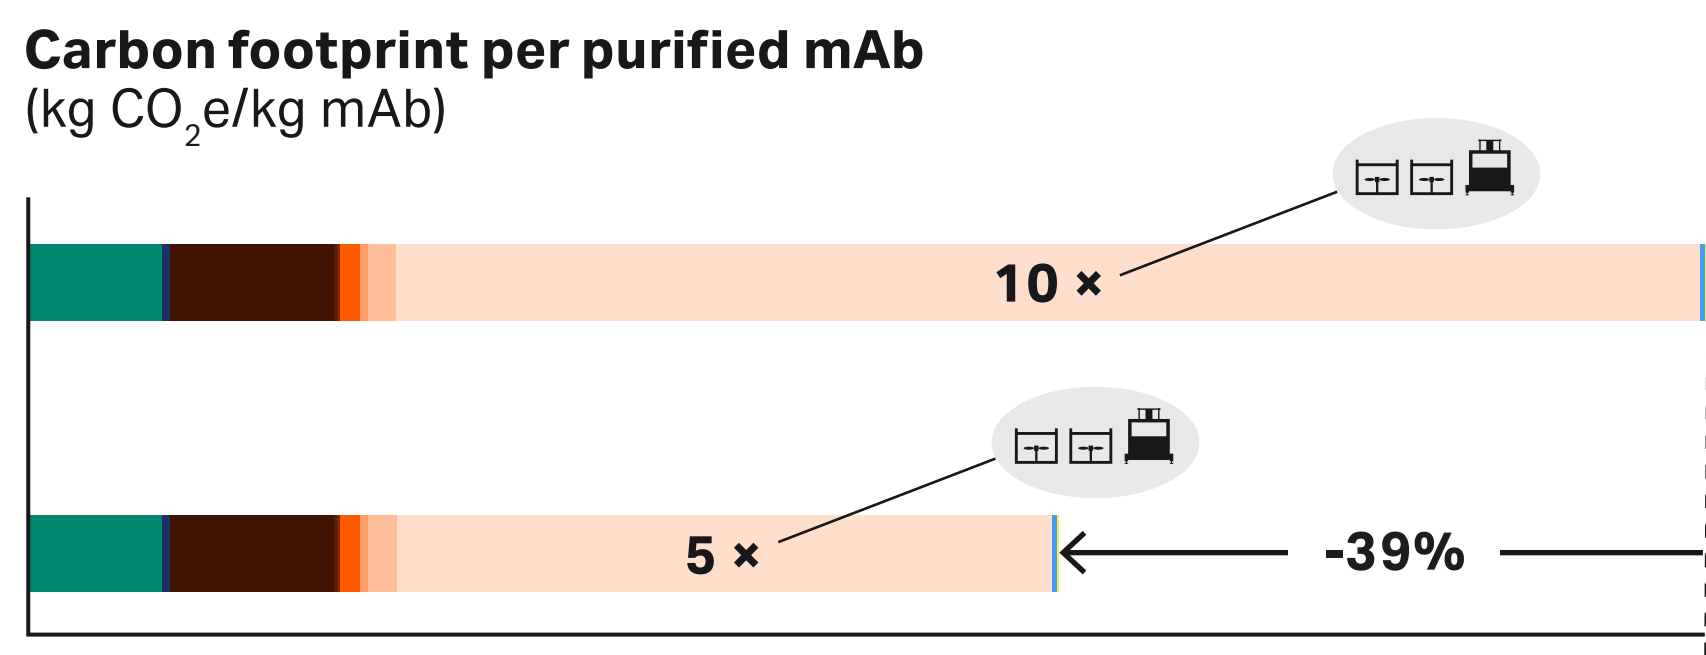 Carbon footprint per purified mAb
(kg CO₂e/kg mAb)
10 ×
5 ×
-39%